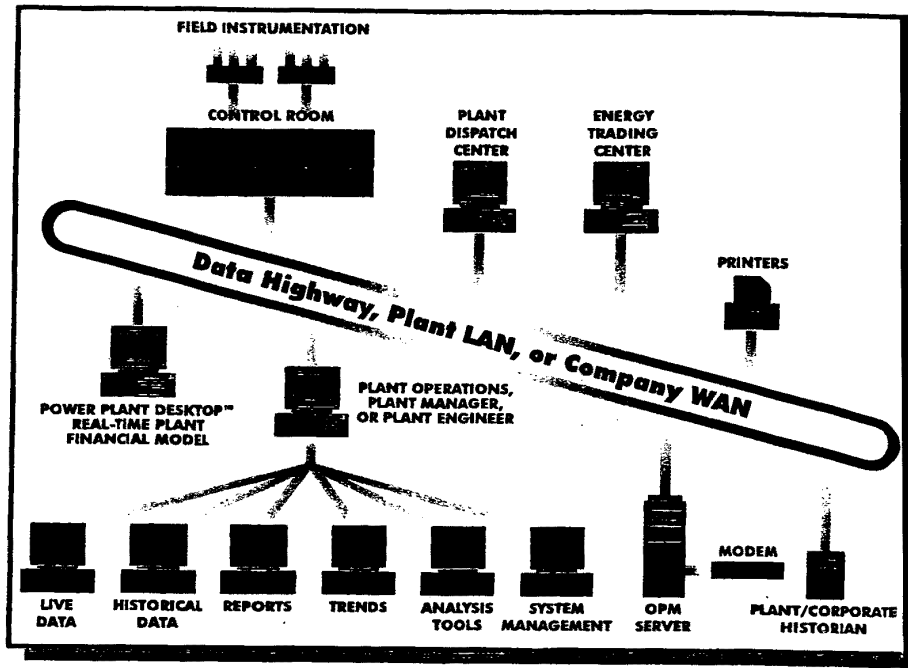 FIELD INSTRUMENTATION
CONTROL ROOM
PLANT
DISPATCH
CENTER
ENERGY
TRADING
CENTER
PRINTERS
Data Highway, Plant LAN, or Company WAN
POWER PLANT DESKTOP™
REAL-TIME PLANT
FINANCIAL MODEL
PLANT OPERATIONS,
PLANT MANAGER,
OR PLANT ENGINEER
LIVE
DATA
HISTORICAL
DATA
REPORTS
TRENDS
ANALYSIS
TOOLS
SYSTEM
MANAGEMENT
OPM
SERVER
MODEM
PLANT/CORPORATE
HISTORIAN